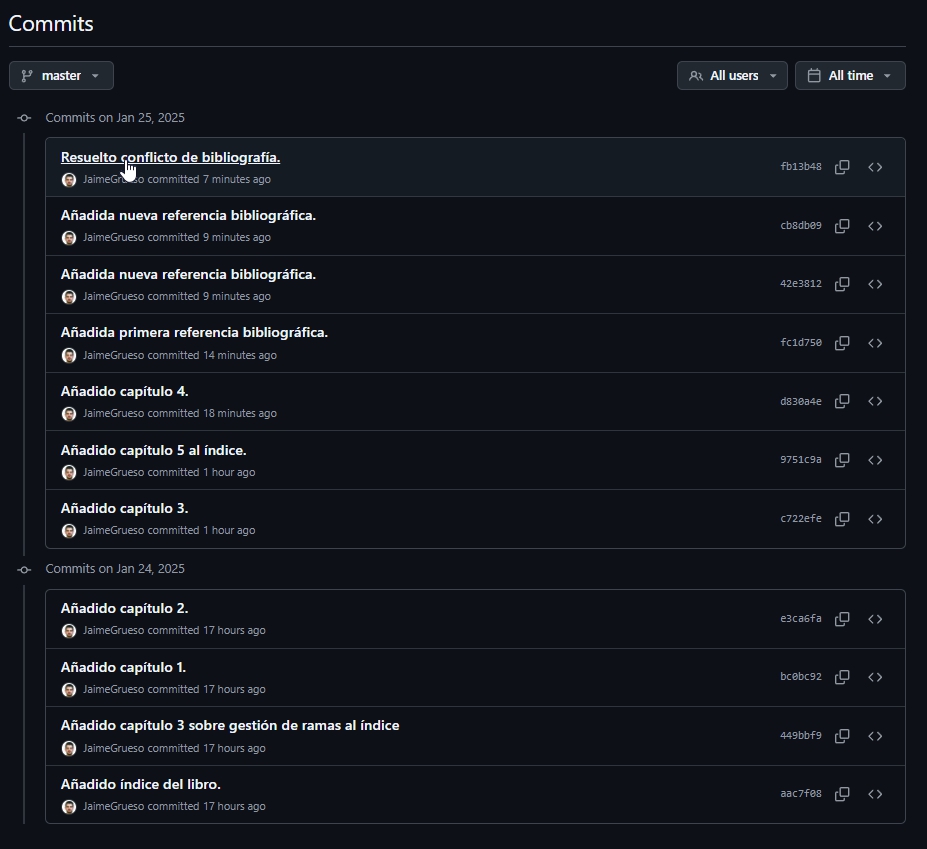 Commits
master
All users
All time
Commits on Jan 25, 2025
Resuelto conflicto de bibliografía.
JaimeGrueso committed 7 minutes ago
fb13b48
Añadida nueva referencia bibliográfica.
JaimeGrueso committed 9 minutes ago
cb8db09
Añadida nueva referencia bibliográfica.
JaimeGrueso committed 9 minutes ago
42e3812
Añadida primera referencia bibliográfica.
JaimeGrueso committed 14 minutes ago
fc1d750
Añadido capítulo 4.
JaimeGrueso committed 18 minutes ago
d830a4e
Añadido capítulo 5 al índice.
JaimeGrueso committed 1 hour ago
9751c9a
Añadido capítulo 3.
JaimeGrueso committed 1 hour ago
c722efe
Commits on Jan 24, 2025
Añadido capítulo 2.
JaimeGrueso committed 17 hours ago
e3ca6fa
Añadido capítulo 1.
JaimeGrueso committed 17 hours ago
bc0bc92
Añadido capítulo 3 sobre gestión de ramas al índice
JaimeGrueso committed 17 hours ago
449bbf9
Añadido índice del libro.
JaimeGrueso committed 17 hours ago
aac7f08